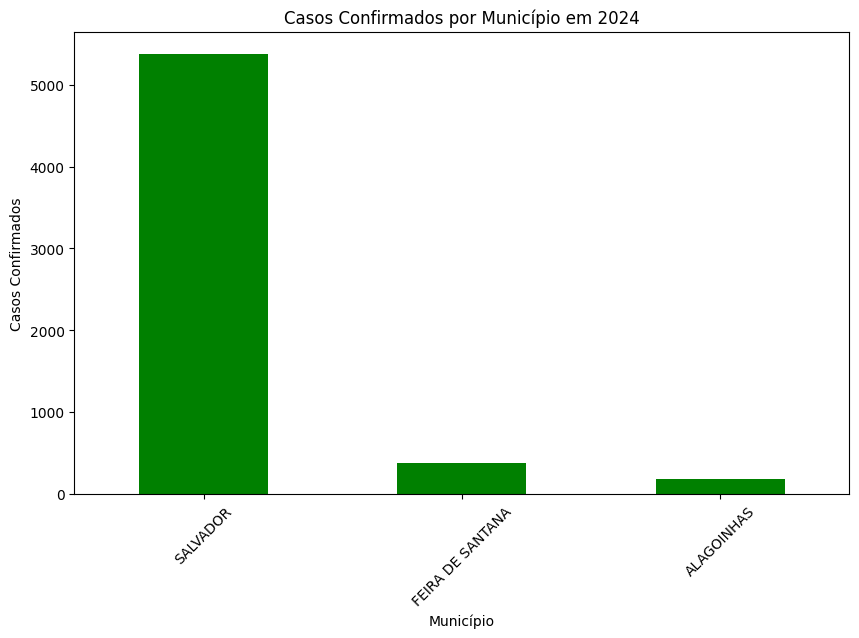 Casos Confirmados por Município em 2024
Casos Confirmados
5000
4000
3000
2000
1000
0
SALVADOR
FEIRA DE SANTANA
ALAGOINHAS
Município